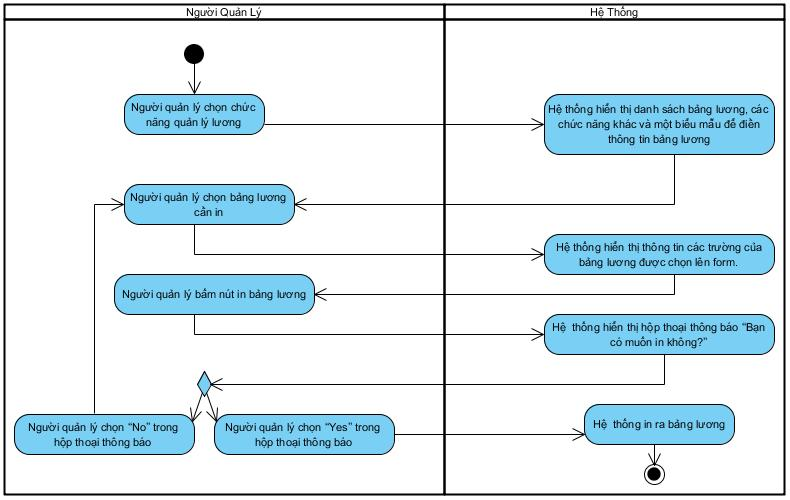 Người Quản Lý
Hệ Thống
Người quản lý chọn chức
năng quản lý lương
Hệ thống hiển thị danh sách bảng lương, các
chức năng khác và một biểu mẫu để điền
thông tin bảng lương
Người quản lý chọn bảng lương
cần in
Hệ thống hiển thị thông tin các trường của
bảng lương được chọn lên form.
Người quản lý bấm nút in bảng lương
Hệ thống hiển thị hộp thoại thông báo “Bạn
có muốn in không?”
Người quản lý chọn “No” trong
hộp thoại thông báo
Người quản lý chọn “Yes” trong
hộp thoại thông báo
Hệ thống in ra bảng lương